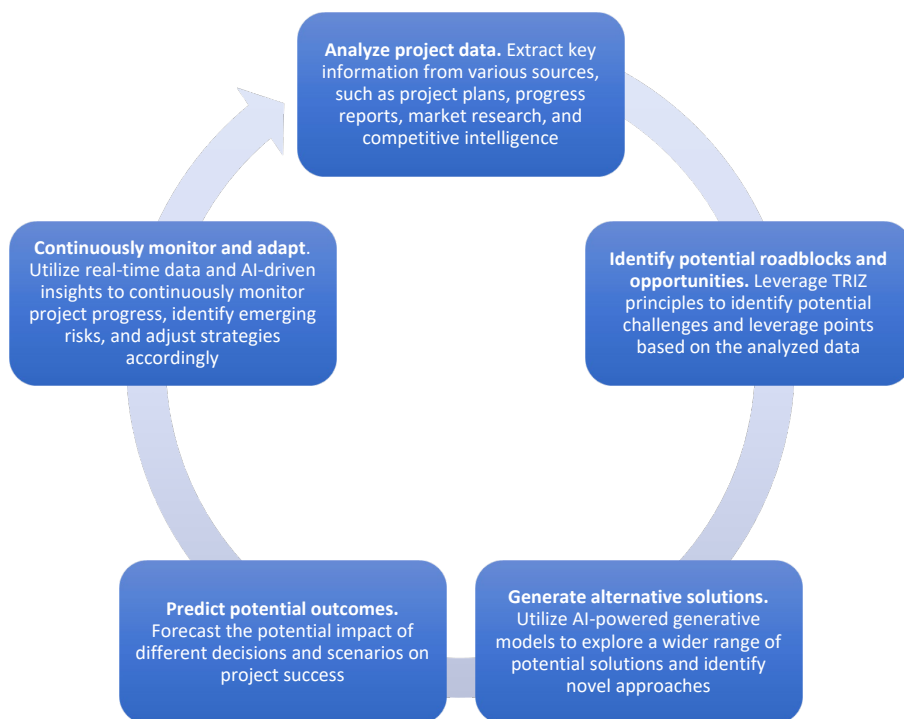 Analyze project data. Extract key
information from various sources,
such as project plans, progress
reports, market research, and
competitive intelligence
Identify potential roadblocks and
opportunities. Leverage TRIZ
principles to identify potential
challenges and leverage points
based on the analyzed data
Generate alternative solutions.
Utilize AI-powered generative
models to explore a wider range of
potential solutions and identify
novel approaches
Predict potential outcomes.
Forecast the potential impact of
different decisions and scenarios on
project success
Continuously monitor and adapt.
Utilize real-time data and AI-driven
insights to continuously monitor
project progress, identify emerging
risks, and adjust strategies
accordingly